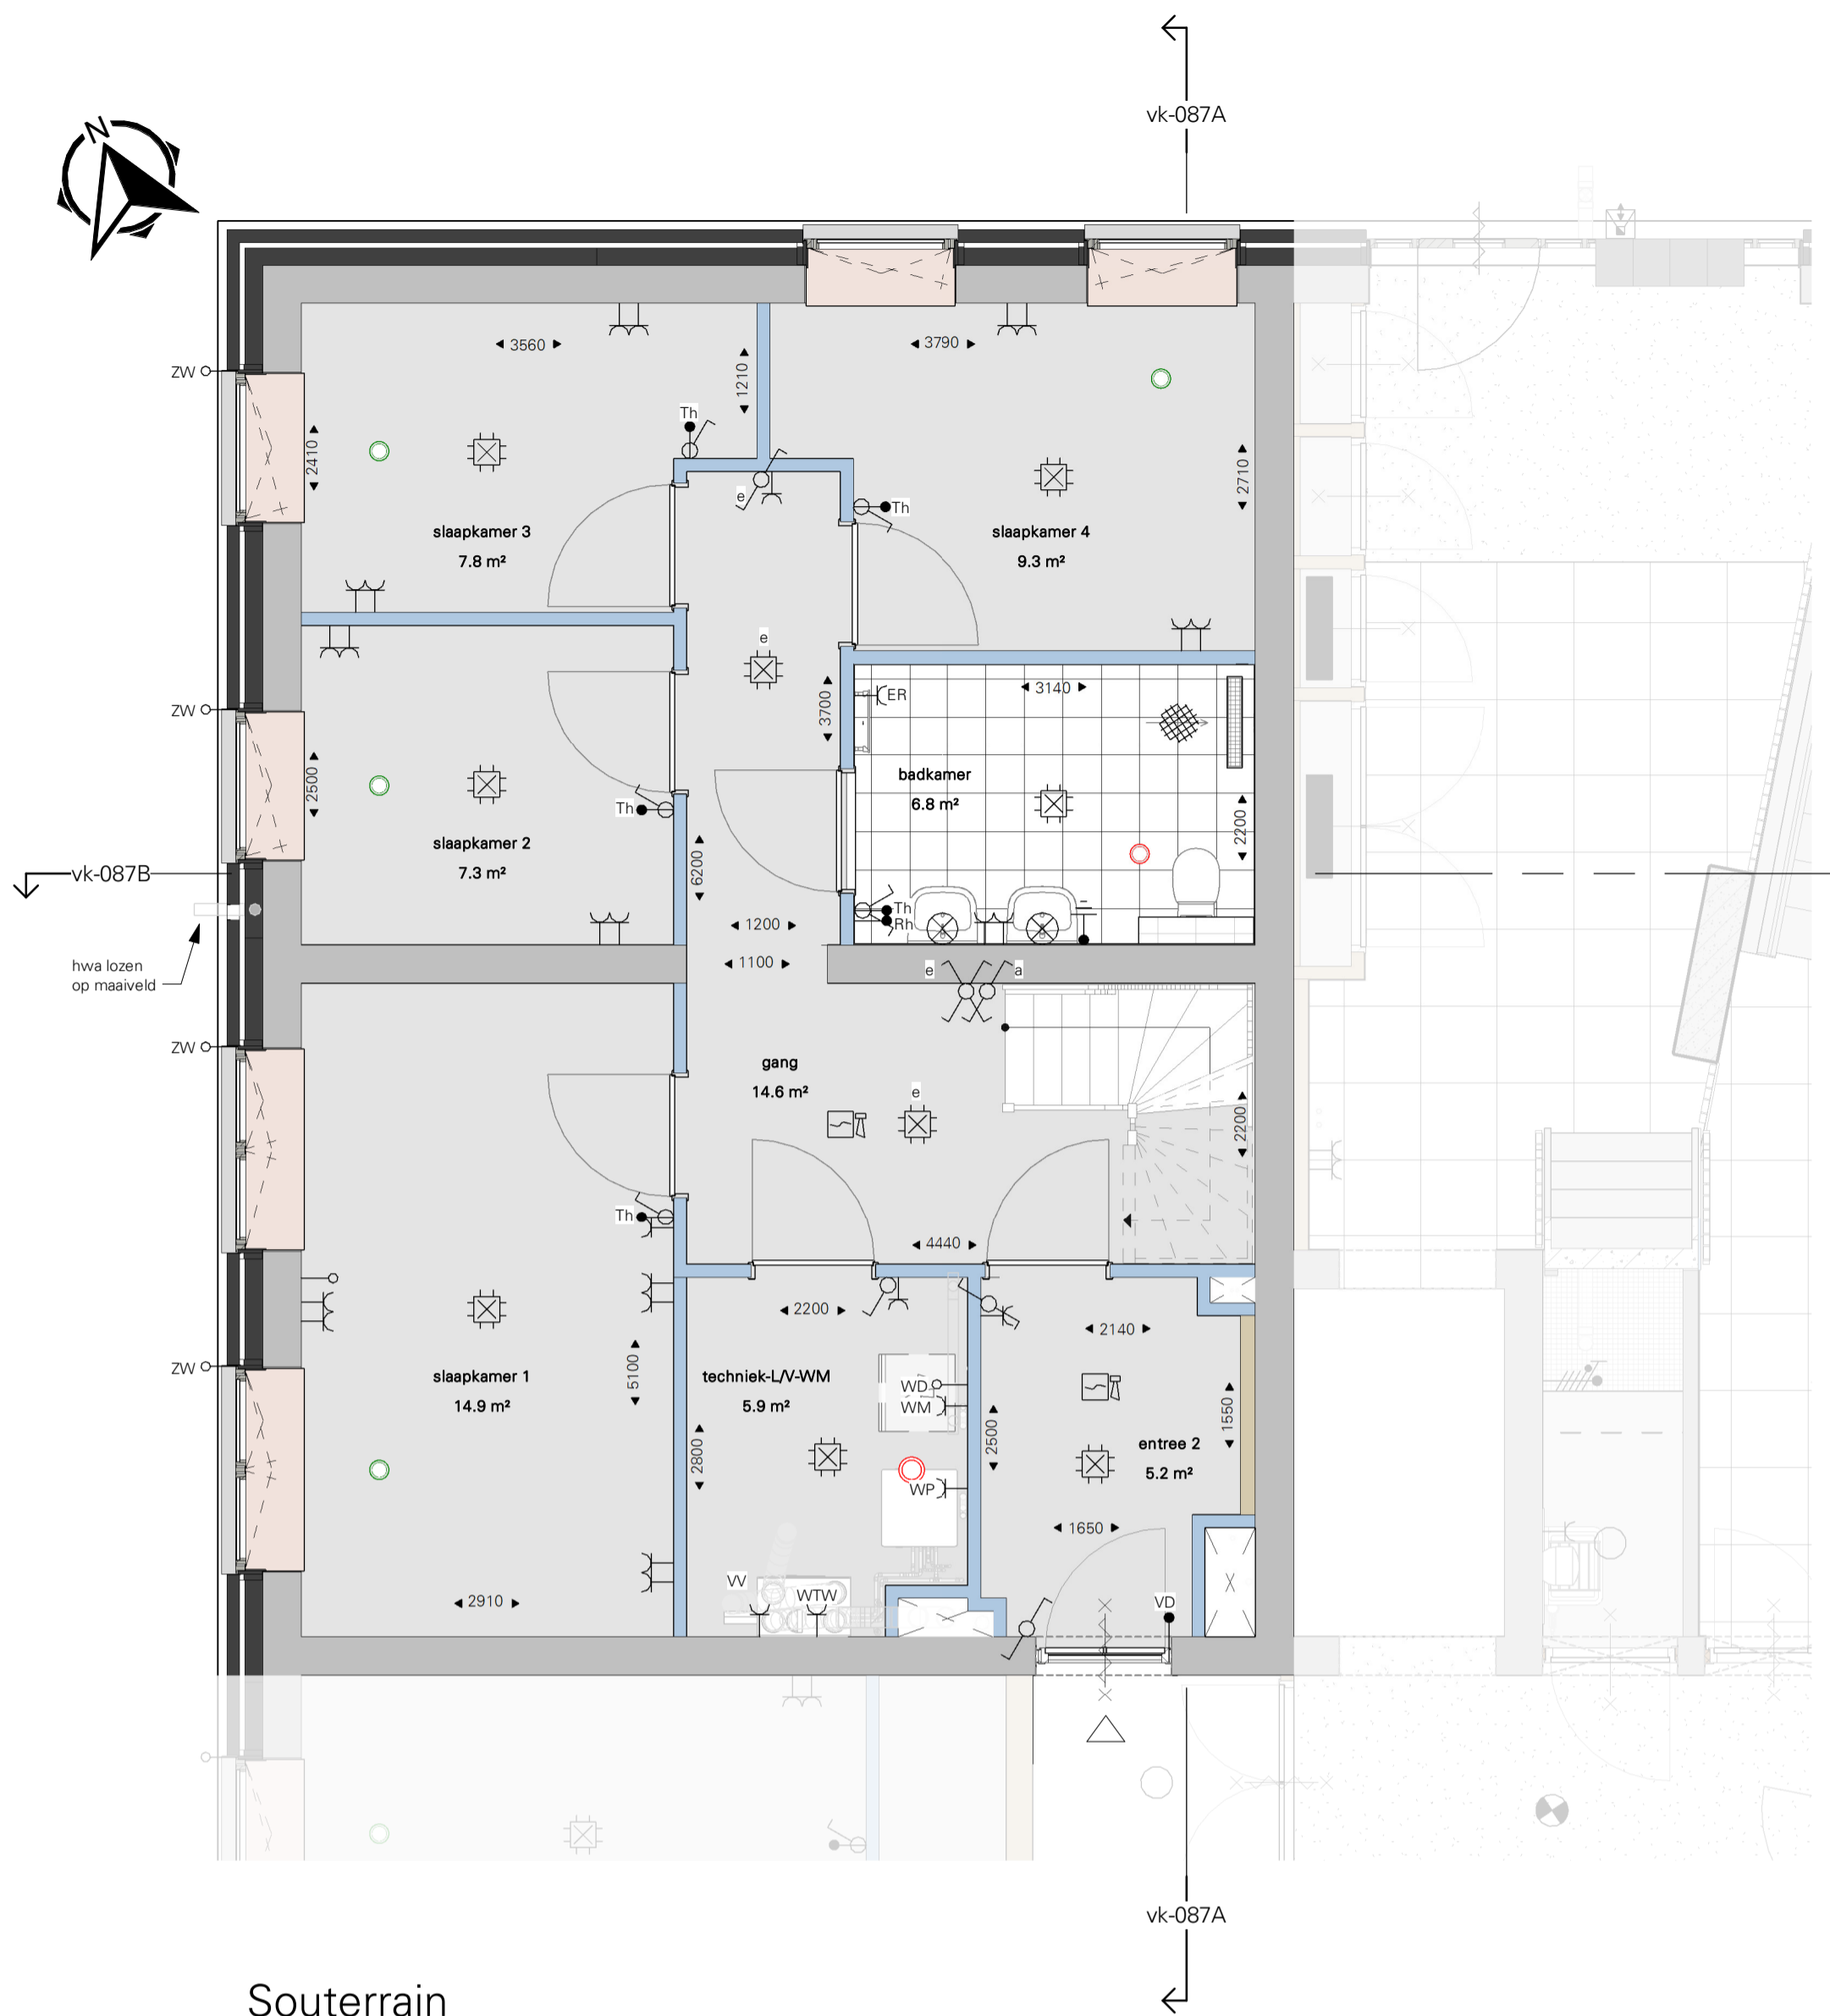 vk-087A
N
ZW
3560
3790
1210
Th
2410
2710
e
Th
slaapkamer 3
7.8 m²
slaapkamer 4
9.3 m²
e
ZW
ER
3140
3700
2500
badkamer
6.8 m²
Th
2200
slaapkamer 2
7.3 m²
6200
vk-087B
Th
Rh
1200
1100
e
a
hwa lozen
op maaiveld
ZW
gang
14.6 m²
e
2200
Th
4440
2200
2140
ZW
slaapkamer 1
14.9 m²
5100
techniek-L/V-WM
5.9 m²
WD
WM
2500
1550
entree 2
5.2 m²
2800
WP
1650
VV
WTW
2910
VD
vk-087A
Souterrain